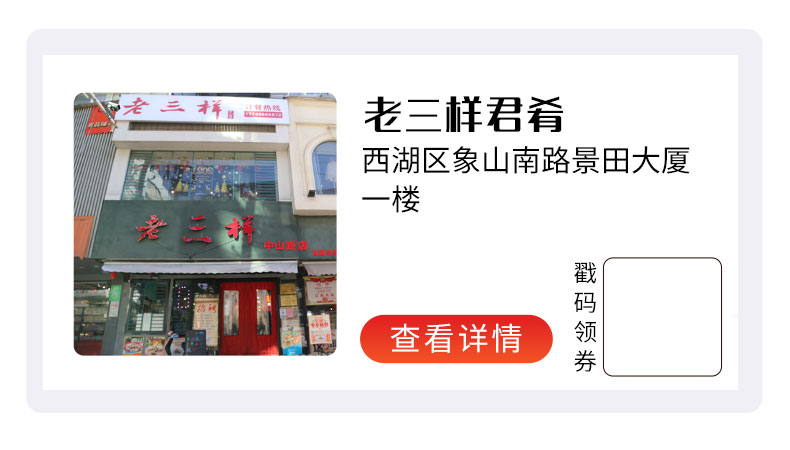 老三样
订餐热线
老三样
中山路店
老三样君肴
西湖区象山南路景田大厦
一楼
查看详情
戳
码
领
券